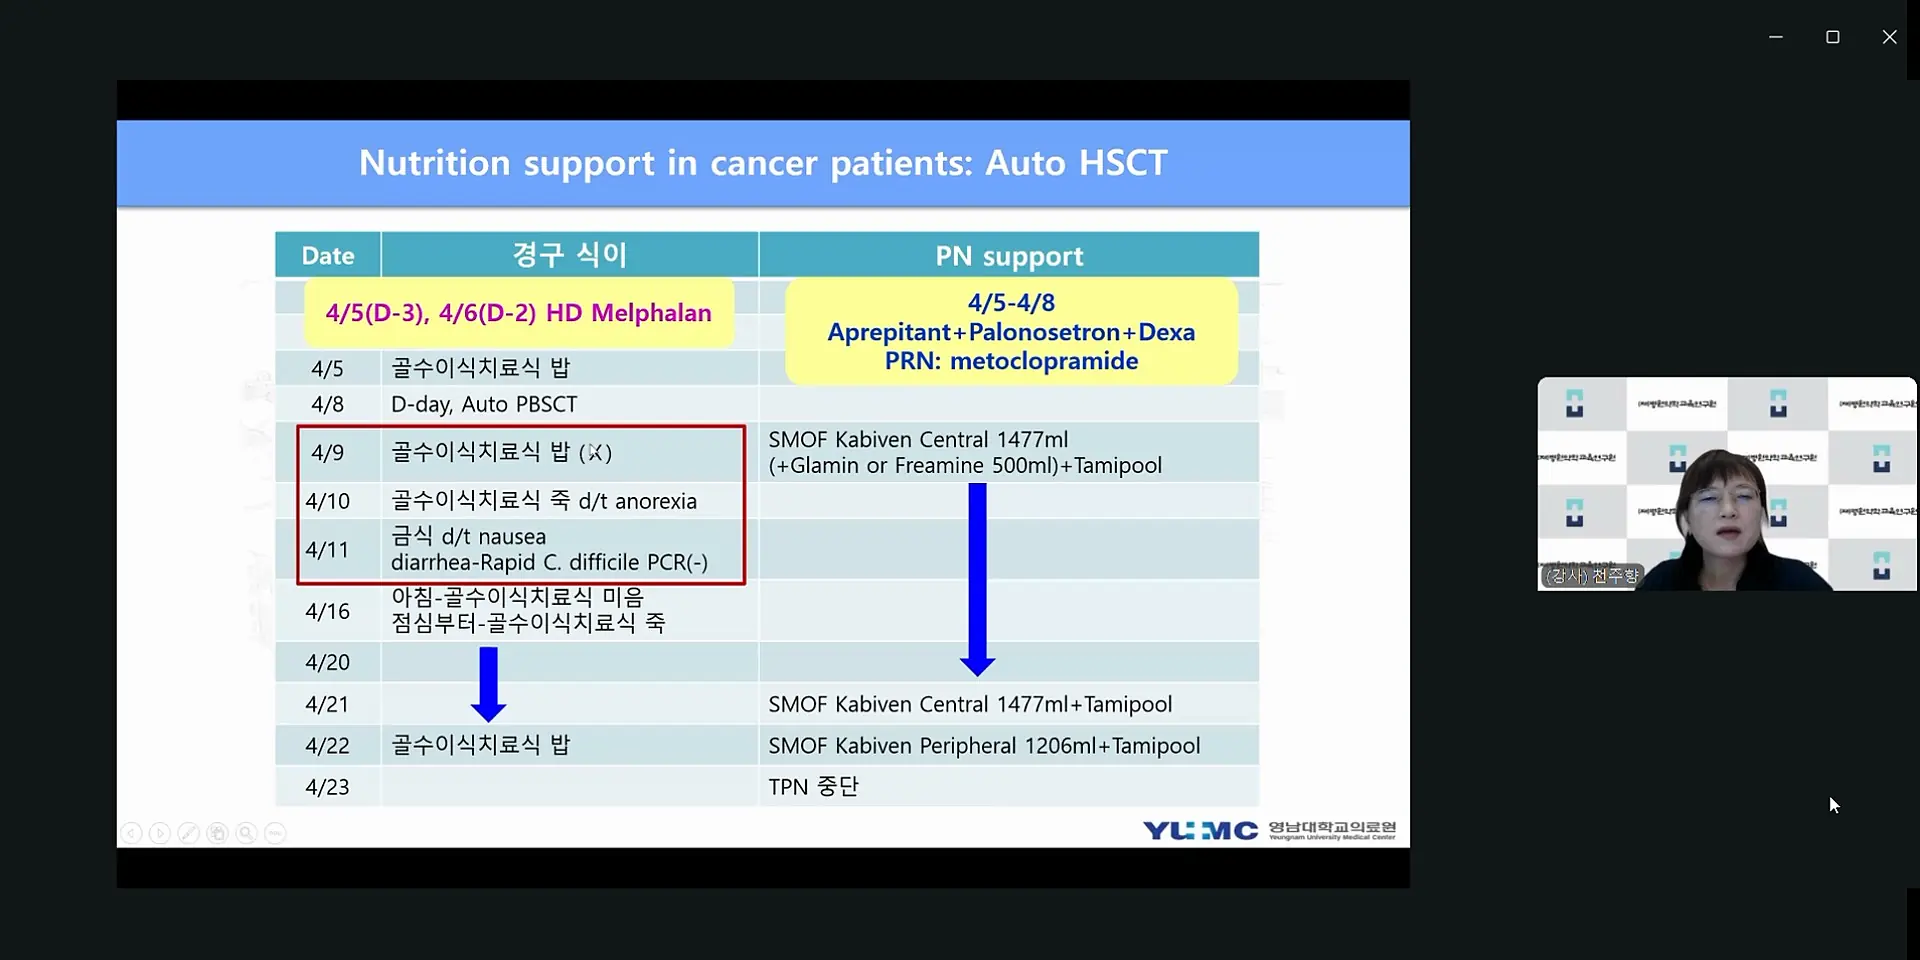 Nutrition support in cancer patients: Auto HSCT
Date 경구 식이 PN support
4/5(D-3), 4/6(D-2) HD Melphalan
4/5-4/8
Aprepitant+Palonosetron+Dexa
PRN: metoclopramide
4/5 골수이식치료식 밥
4/8 D-day, Auto PBSCT
4/9 골수이식치료식 밥 (X)
SMOF Kabiven Central 1477ml
(+Glamin or Freamine 500ml)+Tamipool
4/10 골수이식치료식 죽 d/t anorexia
4/11 금식 d/t nausea
diarrhea-Rapid C. difficile PCR(-)
4/16 아침-골수이식치료식 미음
점심부터-골수이식치료식 죽
4/20
4/21 SMOF Kabiven Central 1477ml+Tamipool
4/22 골수이식치료식 밥 SMOF Kabiven Peripheral 1206ml+Tamipool
4/23 TPN 중단
YUMC 영남대학교의료원
Yeungnam University Medical Center
(강사) 천주향